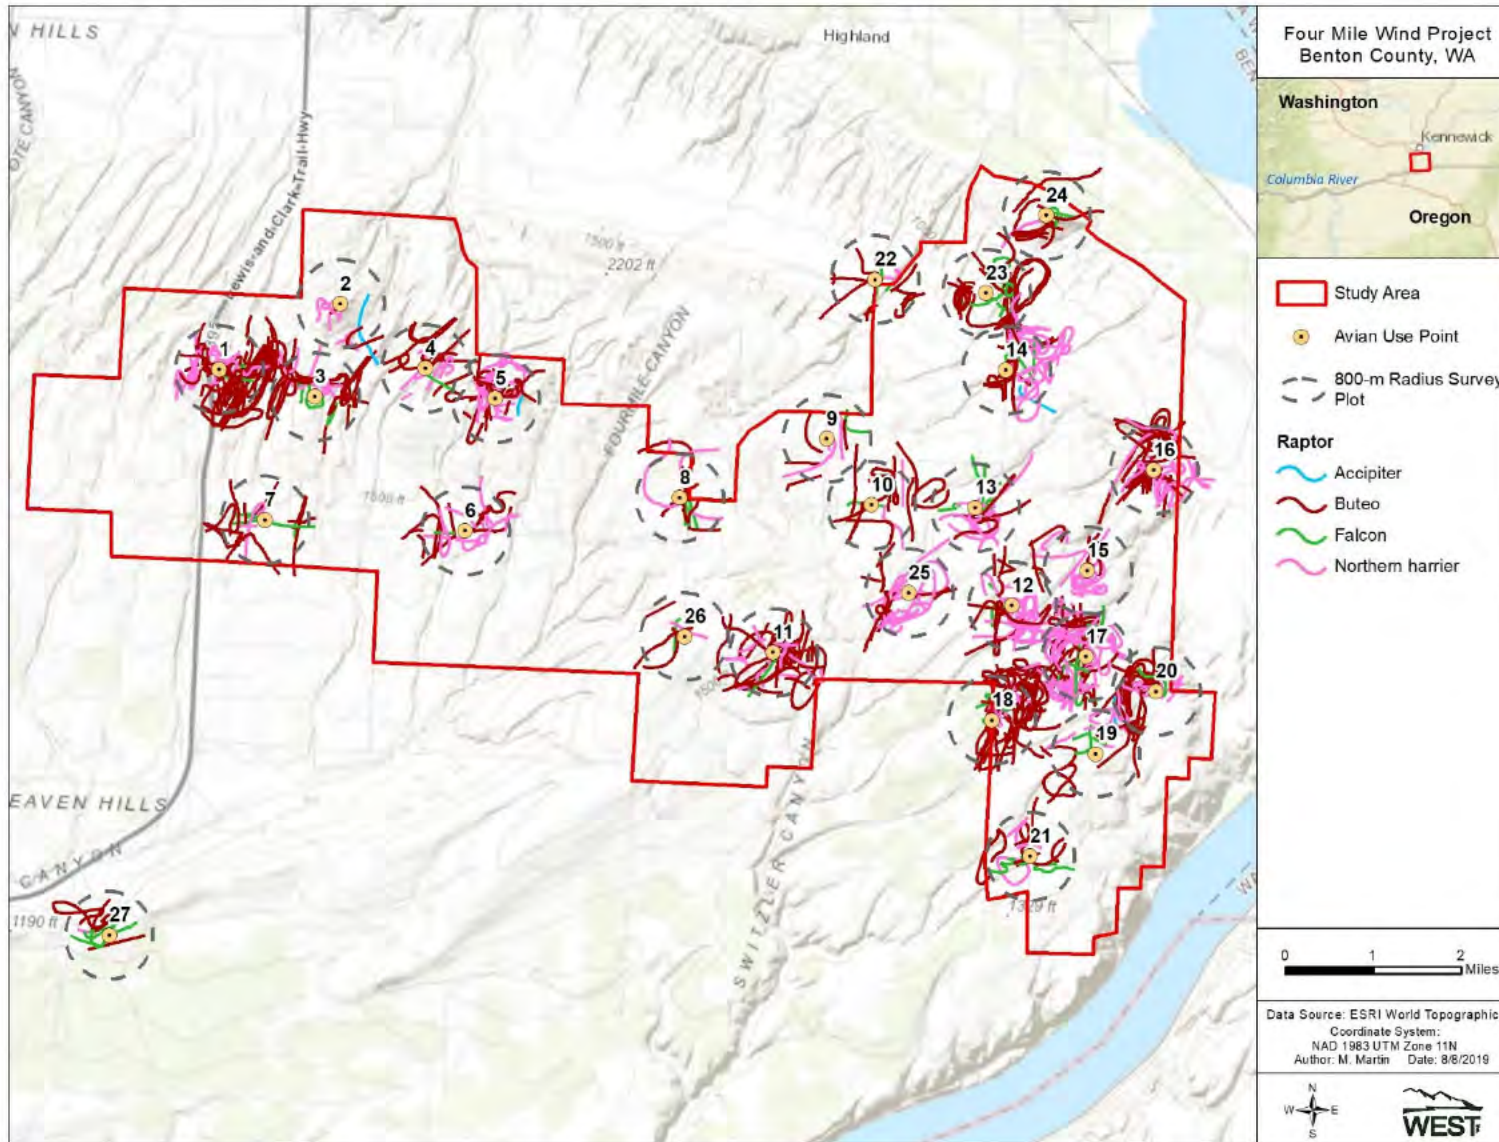 N HILLS
Highland
OTE CANYON
Lewis-and-Clark-Trail-Hwy
395
1500 ft
2202 ft
FOURMILE CANYON
1
2
3
4
5
6
7
8
9
10
11
12
13
14
15
16
17
18
19
20
21
22
23
24
25
26
27
EAVEN HILLS
CANYON
1190 ft
SWITZLER CANYON
1329 ft
WA
Four Mile Wind Project
Benton County, WA
Washington
Kennewick
Columbia River
Oregon
Study Area
Avian Use Point
800-m Radius Survey
Plot
Raptor
Accipiter
Buteo
Falcon
Northern harrier
0 1 2
Miles
Data Source: ESRI World Topographic
Coordinate System:
NAD 1983 UTM Zone 11N
Author: M. Martin Date: 8/8/2019
N
W E
S
WEST